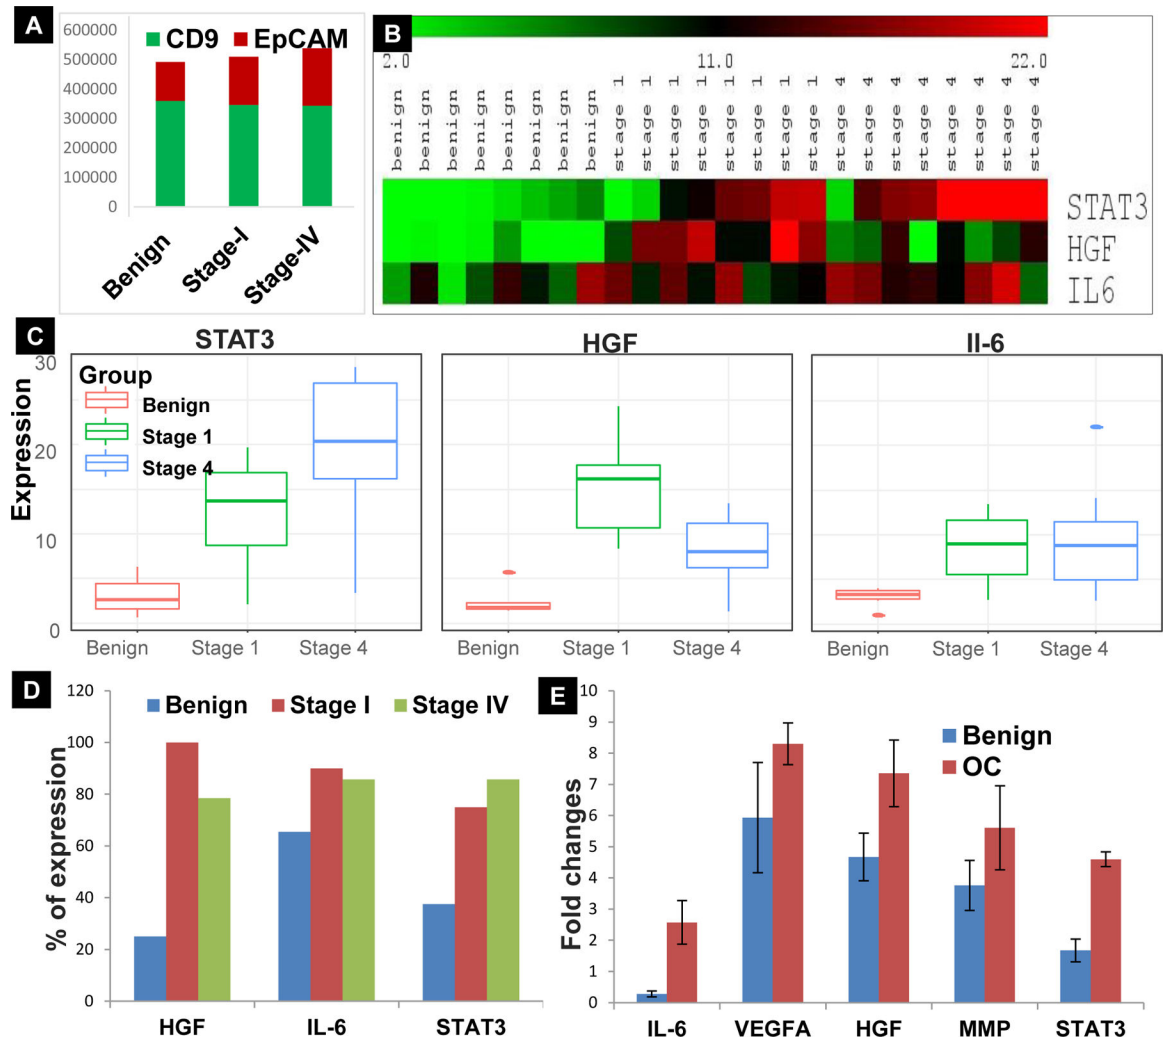 A
600000
500000
400000
300000
200000
100000
0
CD9 EpCAM
Benign Stage-I Stage-IV
B
2.0 11.0 22.0
benign benign benign benign benign benign benign benign stage 1 stage 1 stage 1 stage 1 stage 1 stage 1 stage 1 stage 1 stage 4 stage 4 stage 4 stage 4 stage 4 stage 4 stage 4 stage 4
STAT3
HGF
IL6
C
STAT3 HGF Il-6
Expression
30
20
10
0
Group
Benign
Stage 1
Stage 4
Benign Stage 1 Stage 4 Benign Stage 1 Stage 4 Benign Stage 1 Stage 4
D
% of expression
120
100
80
60
40
20
0
Benign Stage I Stage IV
HGF IL-6 STAT3
E
Fold changes
10
9
8
7
6
5
4
3
2
1
0
Benign
OC
IL-6 VEGFA HGF MMP STAT3